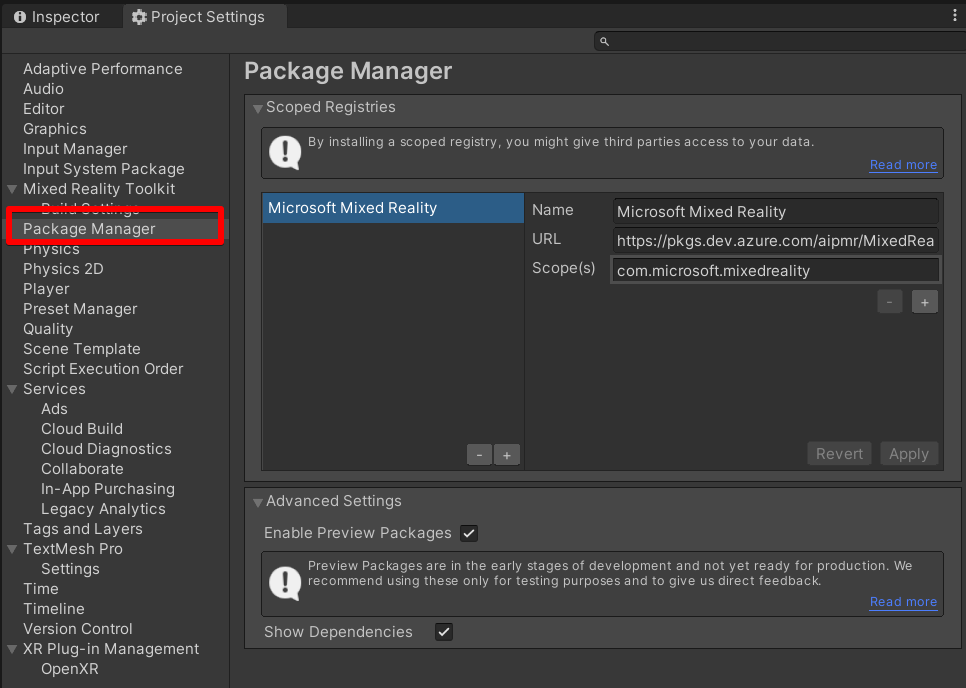 Inspector
Project Settings
Adaptive Performance
Audio
Editor
Graphics
Input Manager
Input System Package
Mixed Reality Toolkit
Build Settings
Package Manager
Physics
Physics 2D
Player
Preset Manager
Quality
Scene Template
Script Execution Order
Services
Ads
Cloud Build
Cloud Diagnostics
Collaborate
In-App Purchasing
Legacy Analytics
Tags and Layers
TextMesh Pro
Settings
Time
Timeline
Version Control
XR Plug-in Management
OpenXR
Package Manager
Scoped Registries
By installing a scoped registry, you might give third parties access to your data.
Read more
Microsoft Mixed Reality
Name
Microsoft Mixed Reality
URL
https://pkgs.dev.azure.com/aipmr/MixedRea
Scope(s)
com.microsoft.mixedreality
- +
- +
Revert
Apply
Advanced Settings
Enable Preview Packages
Preview Packages are in the early stages of development and not yet ready for production. We
recommend using these only for testing purposes and to give us direct feedback.
Read more
Show Dependencies